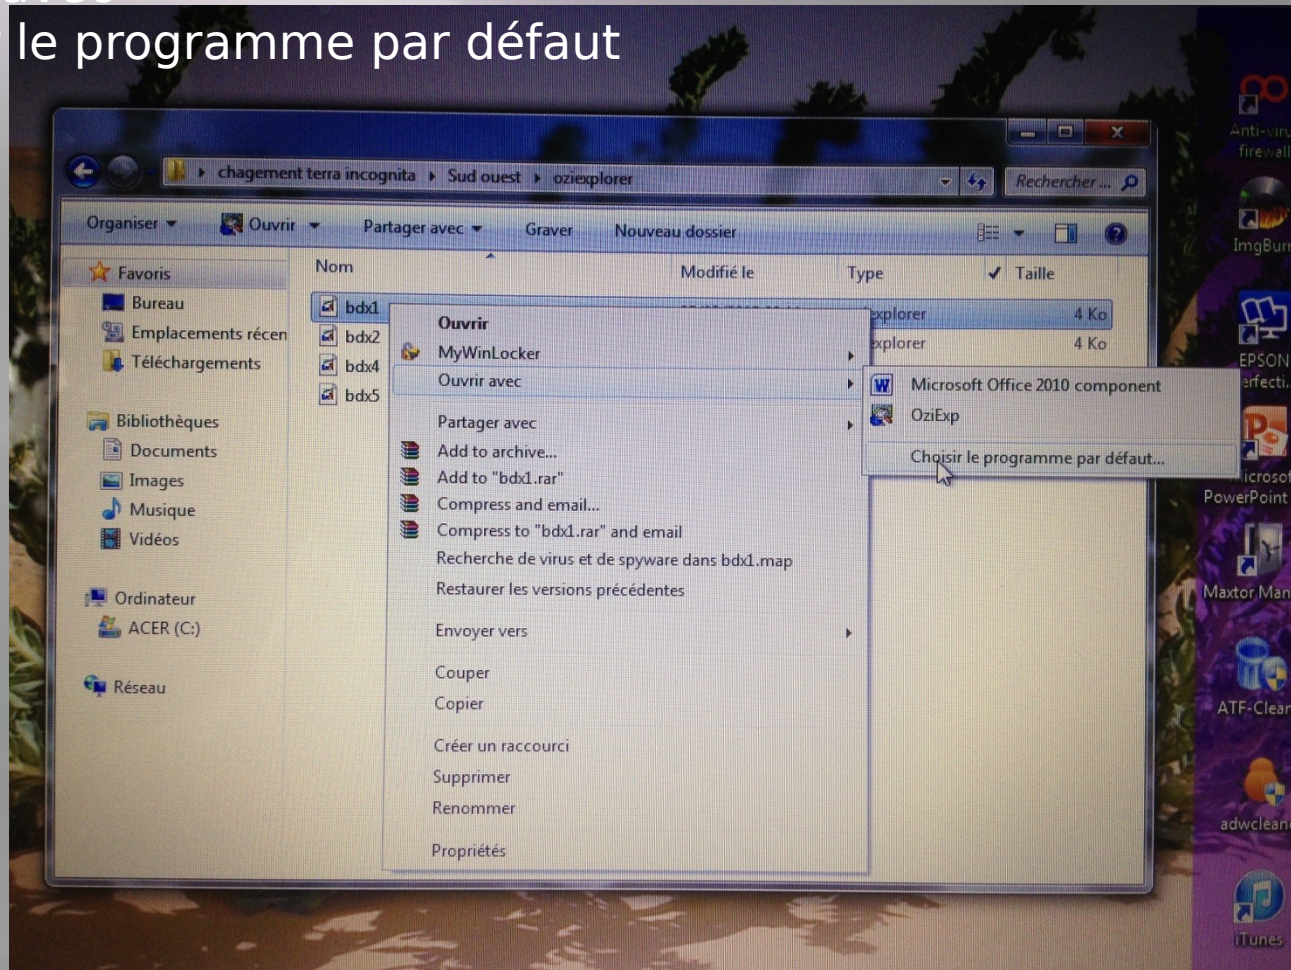 le programme par défaut
chagement terra incognita Sud ouest oziexplorer
Rechercher ...
Organiser Ouvrir Partager avec Graver Nouveau dossier
Nom Modifié le Type Taille
Favoris
Bureau
Emplacements récen
Téléchargements
Bibliothèques
Documents
Images
Musique
Vidéos
Ordinateur
ACER (C:)
Réseau
bdx1 explorer 4 Ko
bdx2 explorer 4 Ko
bdx4
bdx5
Ouvrir
MyWinLocker
Ouvrir avec
Partager avec
Add to archive...
Add to "bdx1.rar"
Compress and email...
Compress to "bdx1.rar" and email
Recherche de virus et de spyware dans bdx1.map
Restaurer les versions précédentes
Envoyer vers
Couper
Copier
Créer un raccourci
Supprimer
Renommer
Propriétés
Microsoft Office 2010 component
OziExp
Choisir le programme par défaut...
Anti-viru
firewall
ImgBurn
EPSON
erfecti...
icrosof
PowerPoint
Maxtor Man
ATF-Clean
adwclean
iTunes